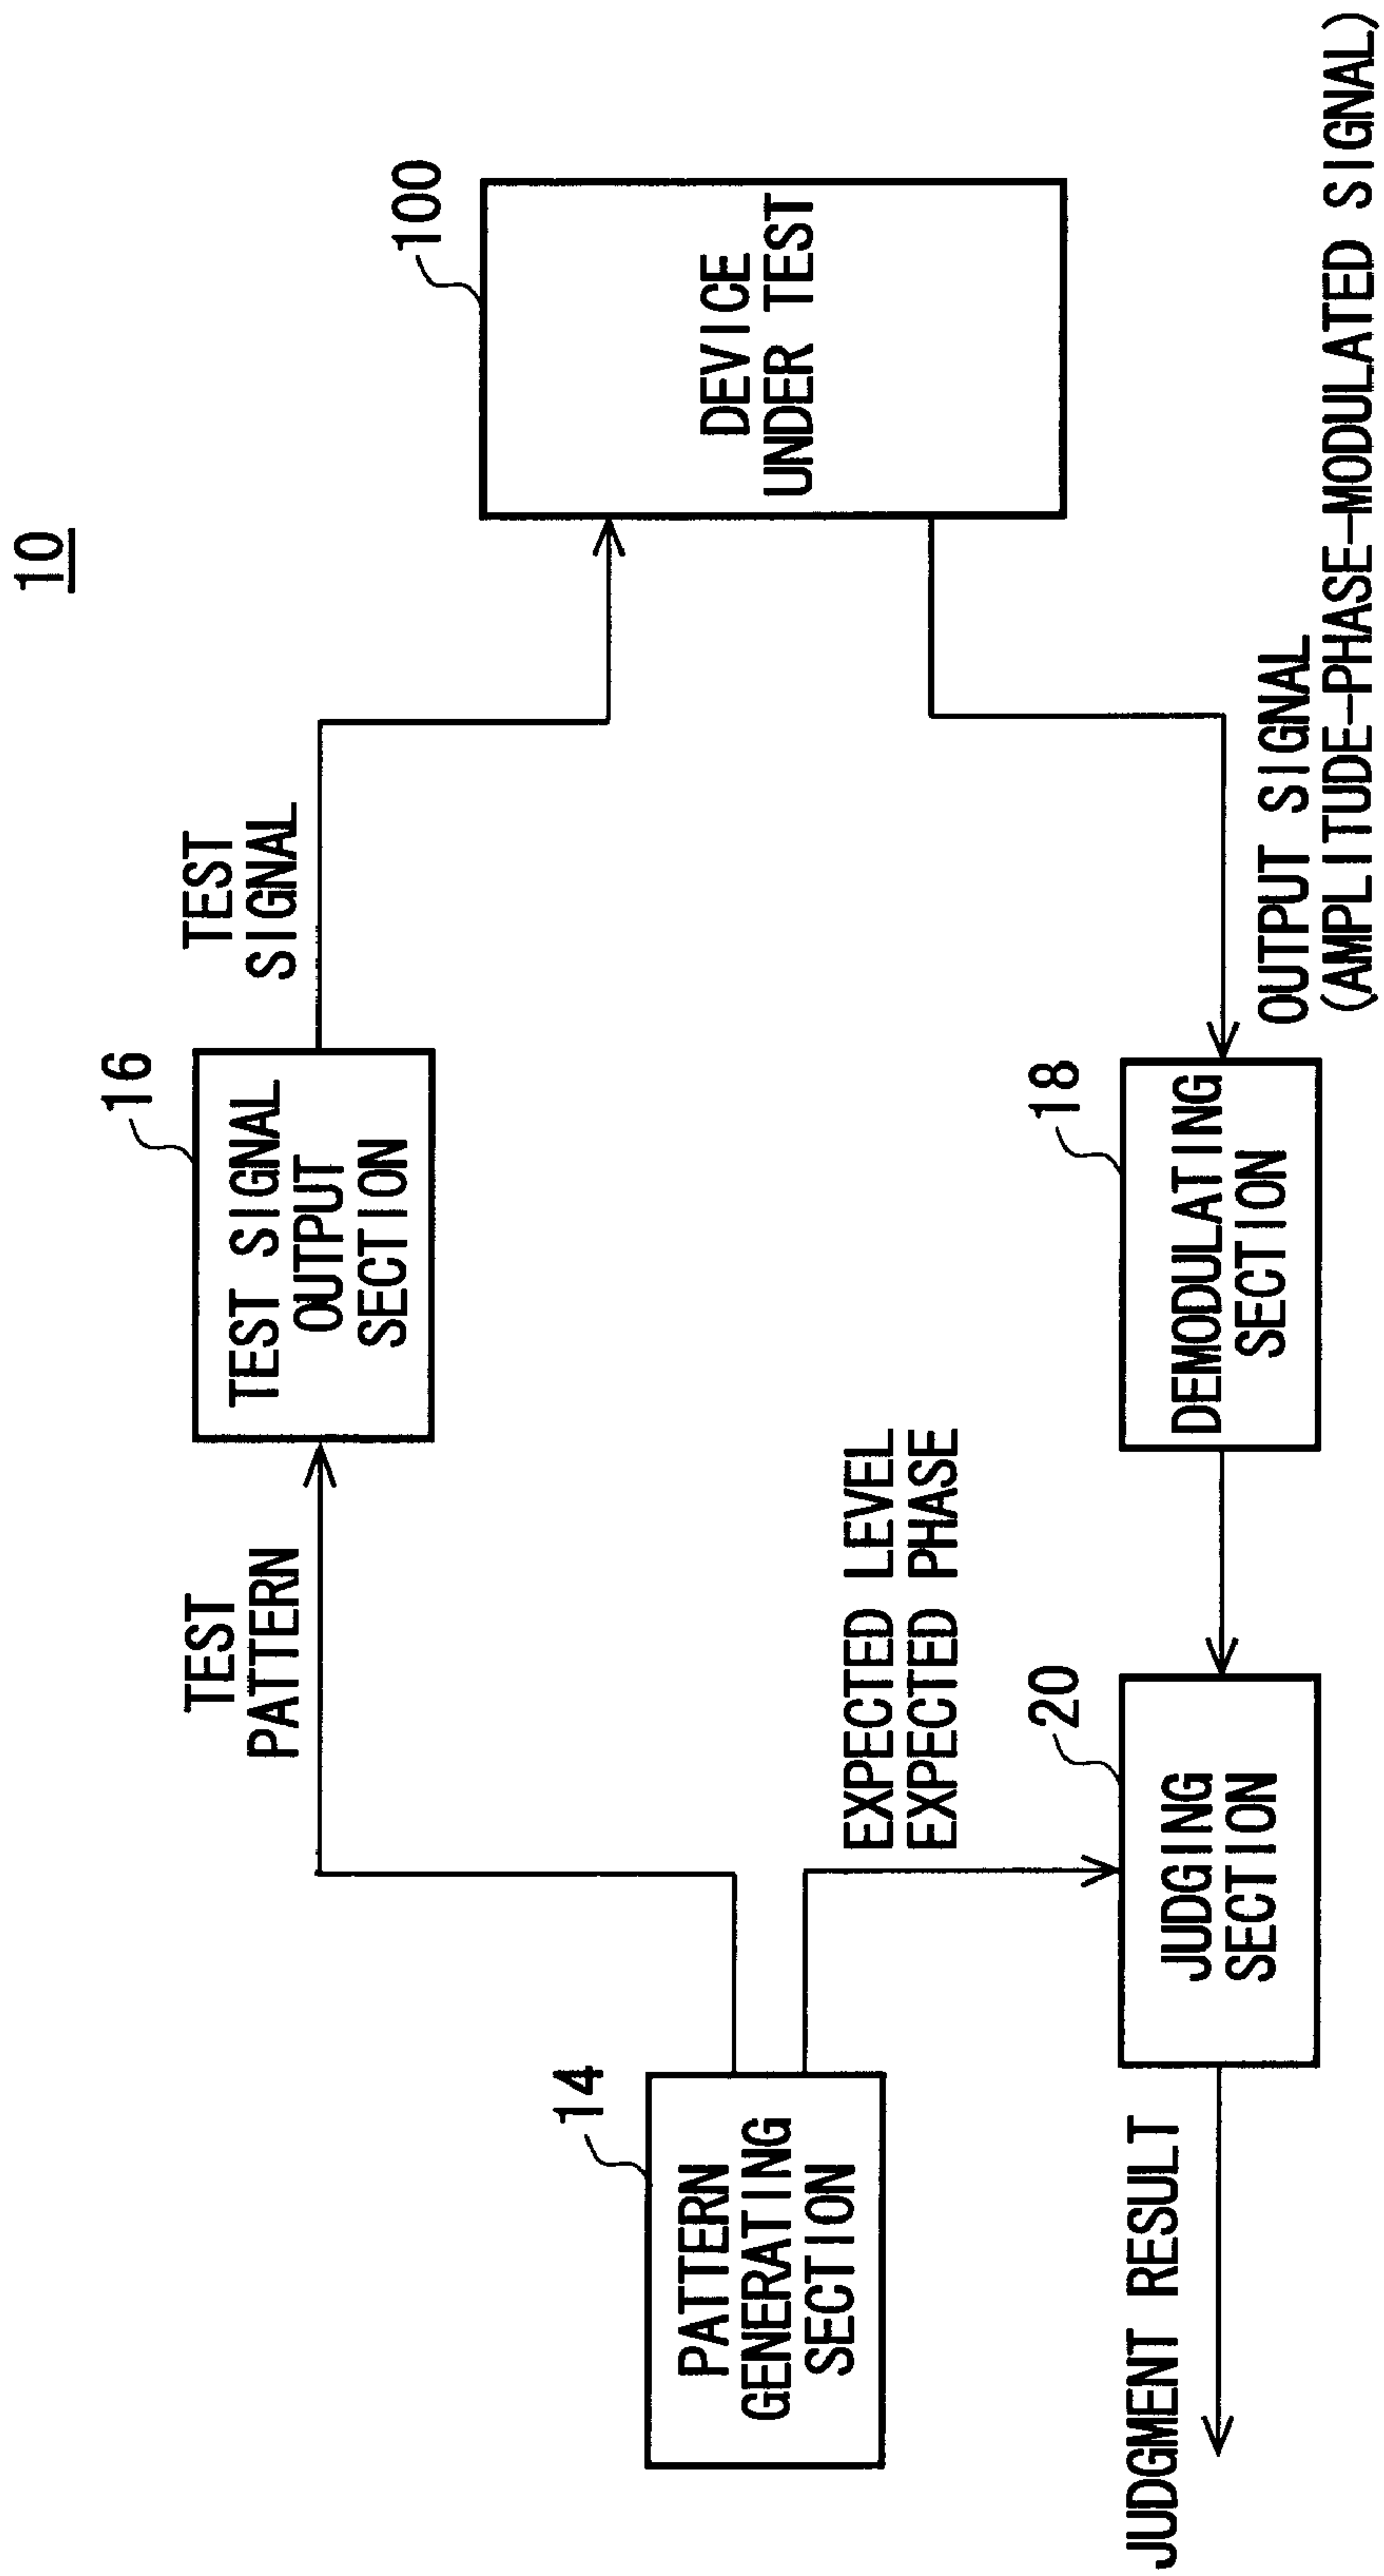 10
TEST
PATTERN
16
TEST SIGNAL
OUTPUT
SECTION
TEST
SIGNAL
100
DEVICE
UNDER TEST
14
PATTERN
GENERATING
SECTION
EXPECTED LEVEL
EXPECTED PHASE
20
JUDGING
SECTION
18
DEMODULATING
SECTION
JUDGMENT RESULT
OUTPUT SIGNAL
(AMPLITUDE-PHASE-MODULATED SIGNAL)